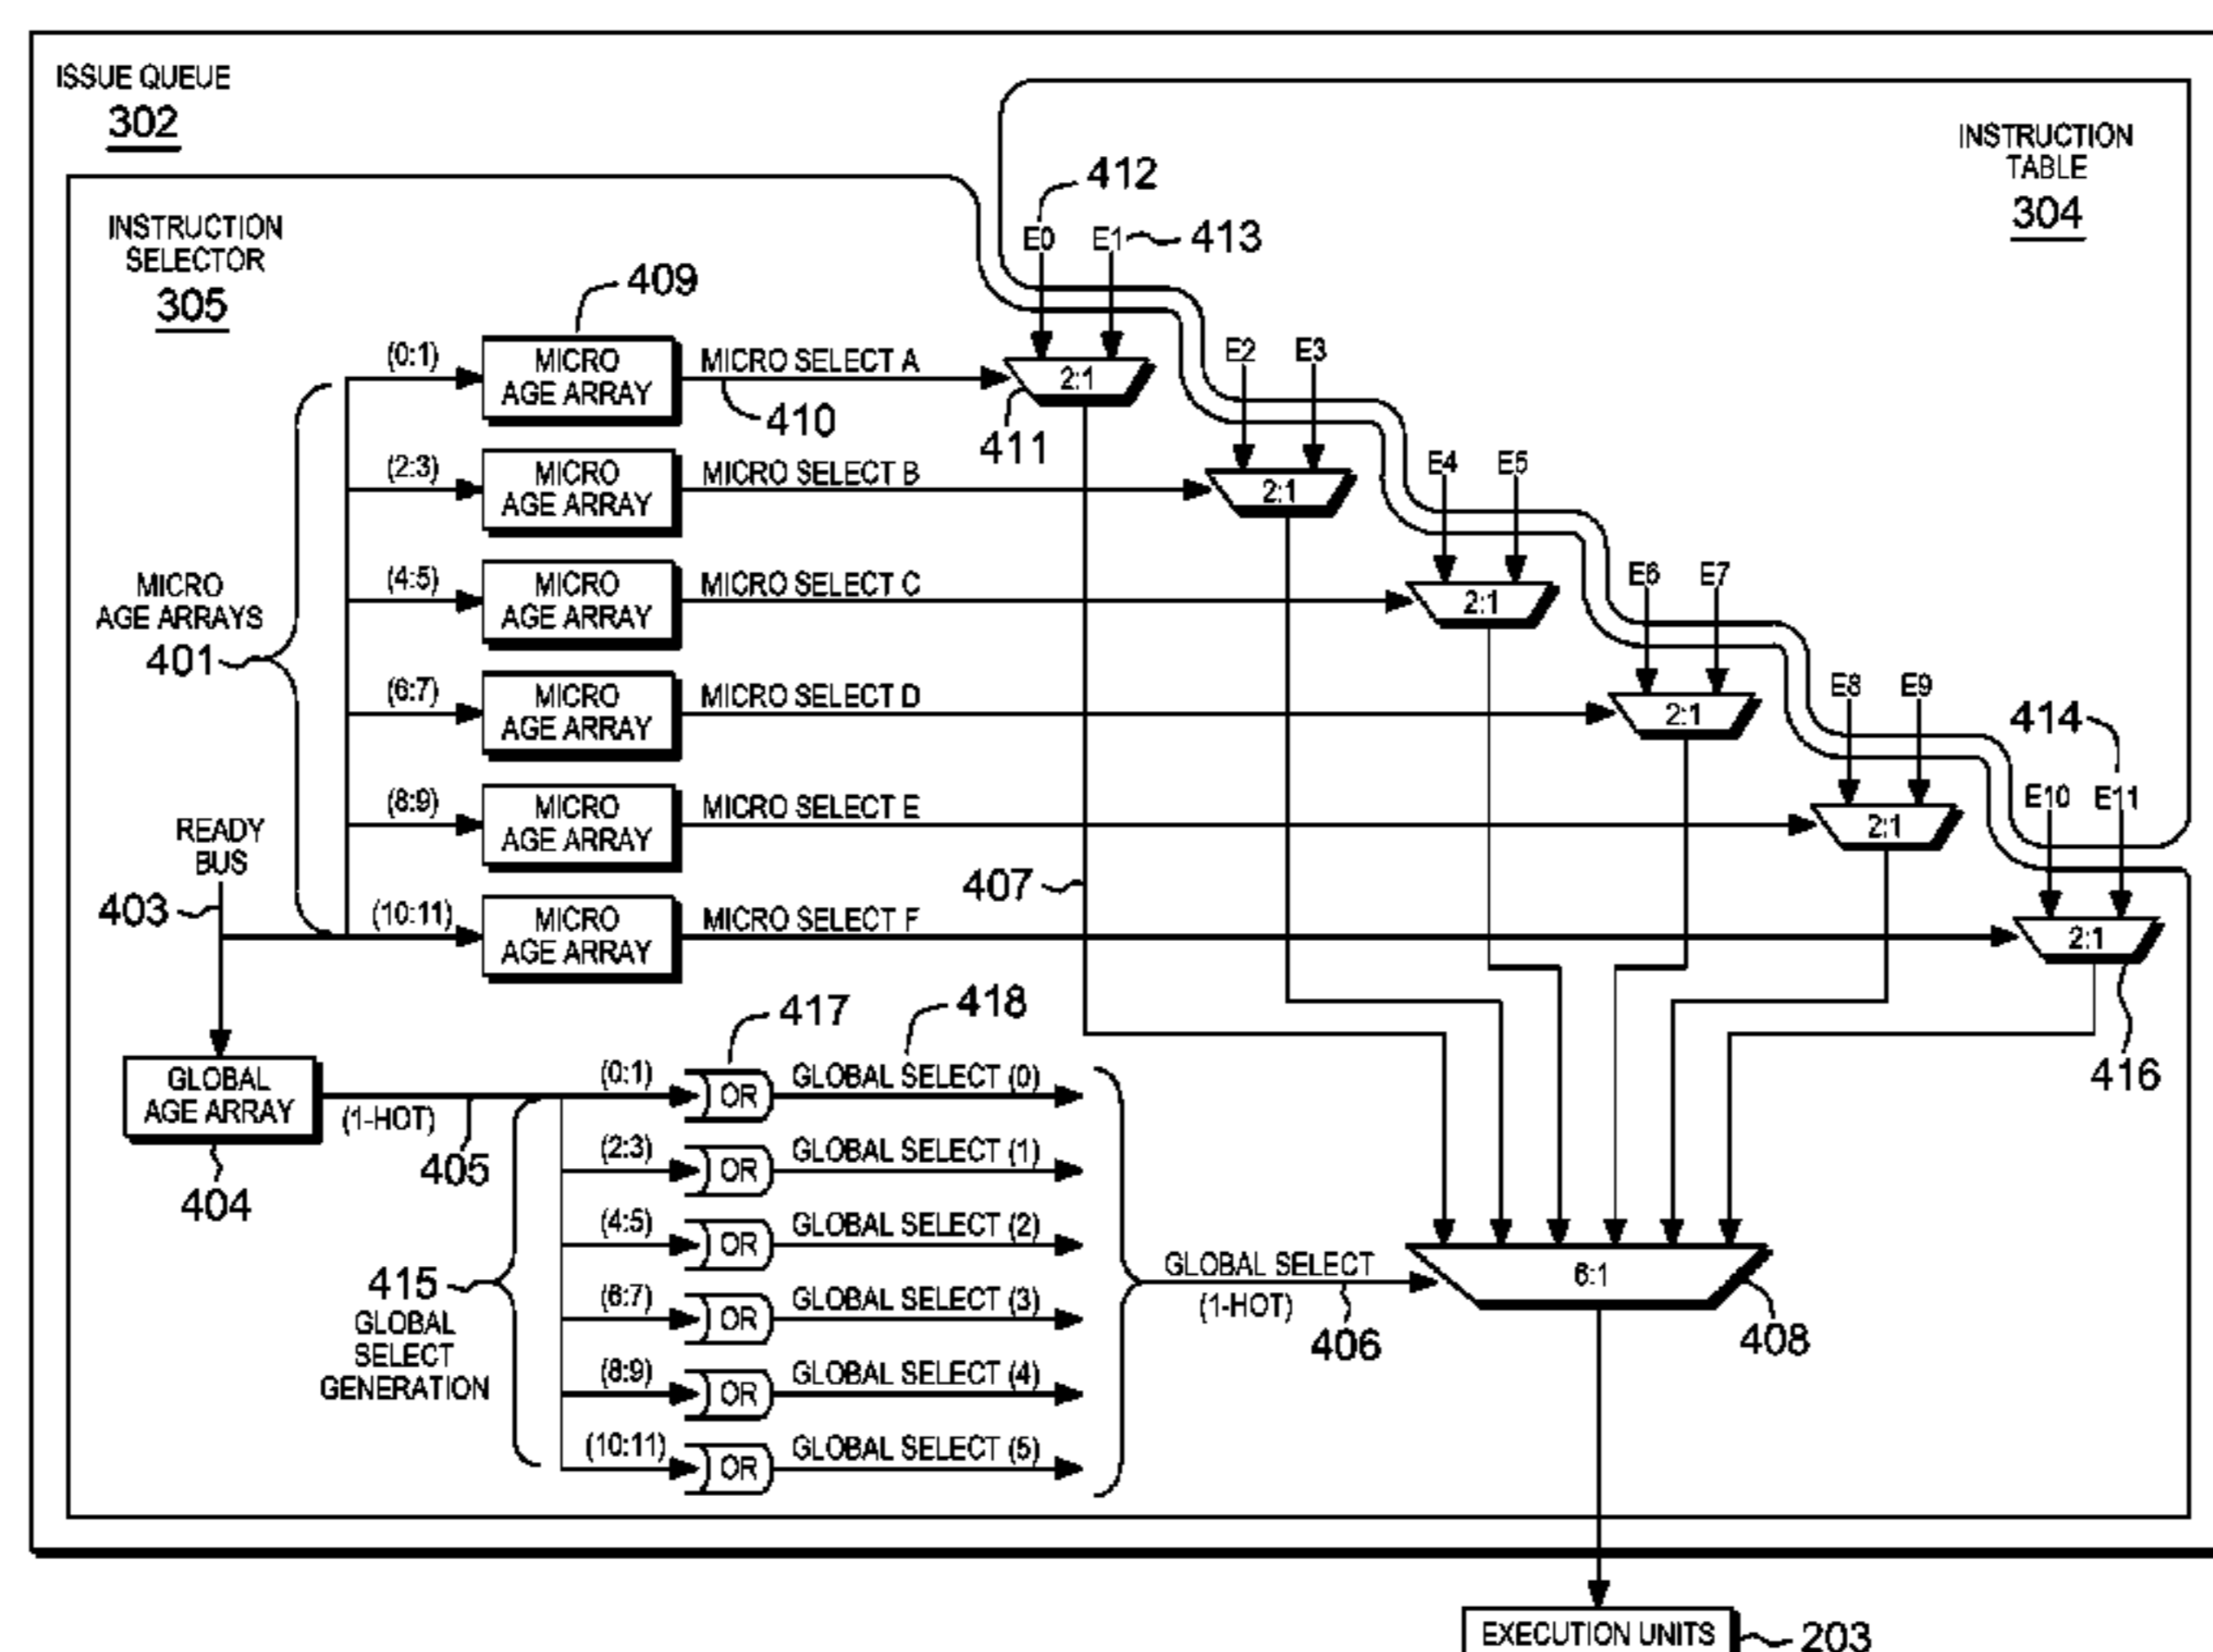 ISSUE QUEUE
302
INSTRUCTION
TABLE
304
INSTRUCTION
SELECTOR
305
412
E0
E1
413
409
(0:1)
MICRO
AGE ARRAY
MICRO SELECT A
410
2:1
411
E2
E3
(2:3)
MICRO
AGE ARRAY
MICRO SELECT B
2:1
E4
E5
(4:5)
MICRO
AGE ARRAY
MICRO SELECT C
2:1
MICRO
AGE ARRAYS
401
E6
E7
(6:7)
MICRO
AGE ARRAY
MICRO SELECT D
2:1
E8
E9
(8:9)
MICRO
AGE ARRAY
MICRO SELECT E
2:1
414
E10
E11
READY
BUS
403
(10:11)
MICRO
AGE ARRAY
MICRO SELECT F
407
2:1
416
GLOBAL
AGE ARRAY
404
(1-HOT)
405
417
418
(0:1)
OR
GLOBAL SELECT (0)
(2:3)
OR
GLOBAL SELECT (1)
(4:5)
OR
GLOBAL SELECT (2)
(6:7)
OR
GLOBAL SELECT (3)
(8:9)
OR
GLOBAL SELECT (4)
(10:11)
OR
GLOBAL SELECT (5)
415
GLOBAL
SELECT
GENERATION
GLOBAL SELECT
(1-HOT)
406
6:1
408
EXECUTION UNITS
203